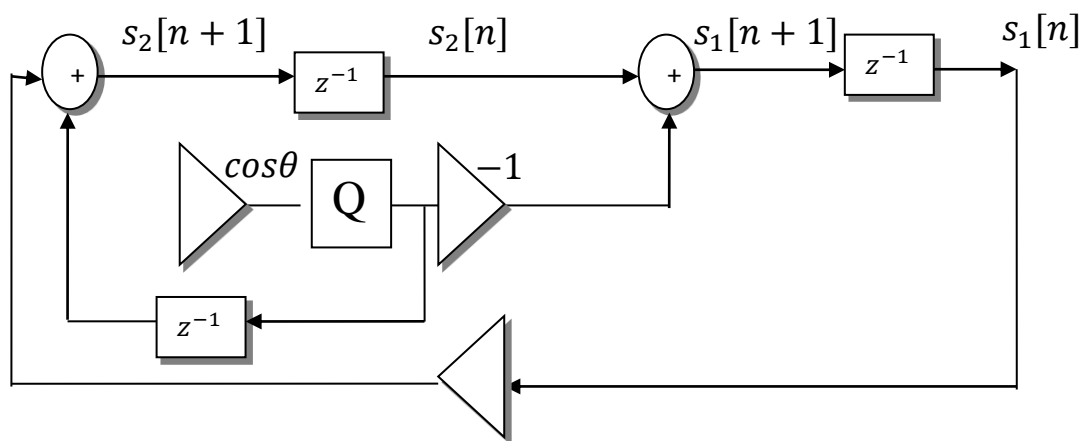 s₂[n + 1]
s₂[n]
s₁[n + 1]
s₁[n]
+
z⁻¹
+
z⁻¹
cosθ
Q
−1
z⁻¹